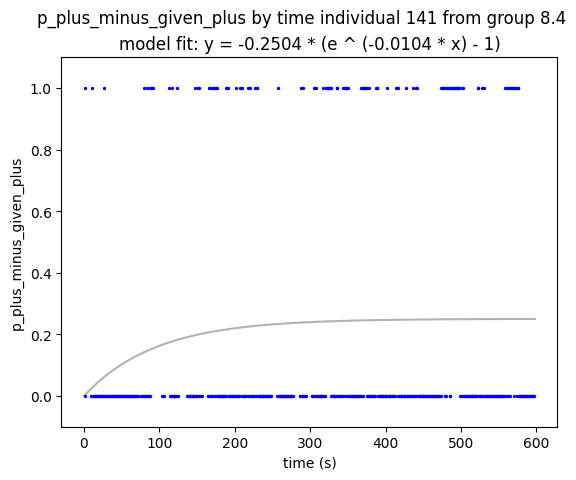 p_plus_minus_given_plus by time individual 141 from group 8.4
model fit: y = -0.2504 * (e ^ (-0.0104 * x) - 1)
1.0
0.8
0.6
0.4
0.2
0.0
p_plus_minus_given_plus
0 100 200 300 400 500 600
time (s)